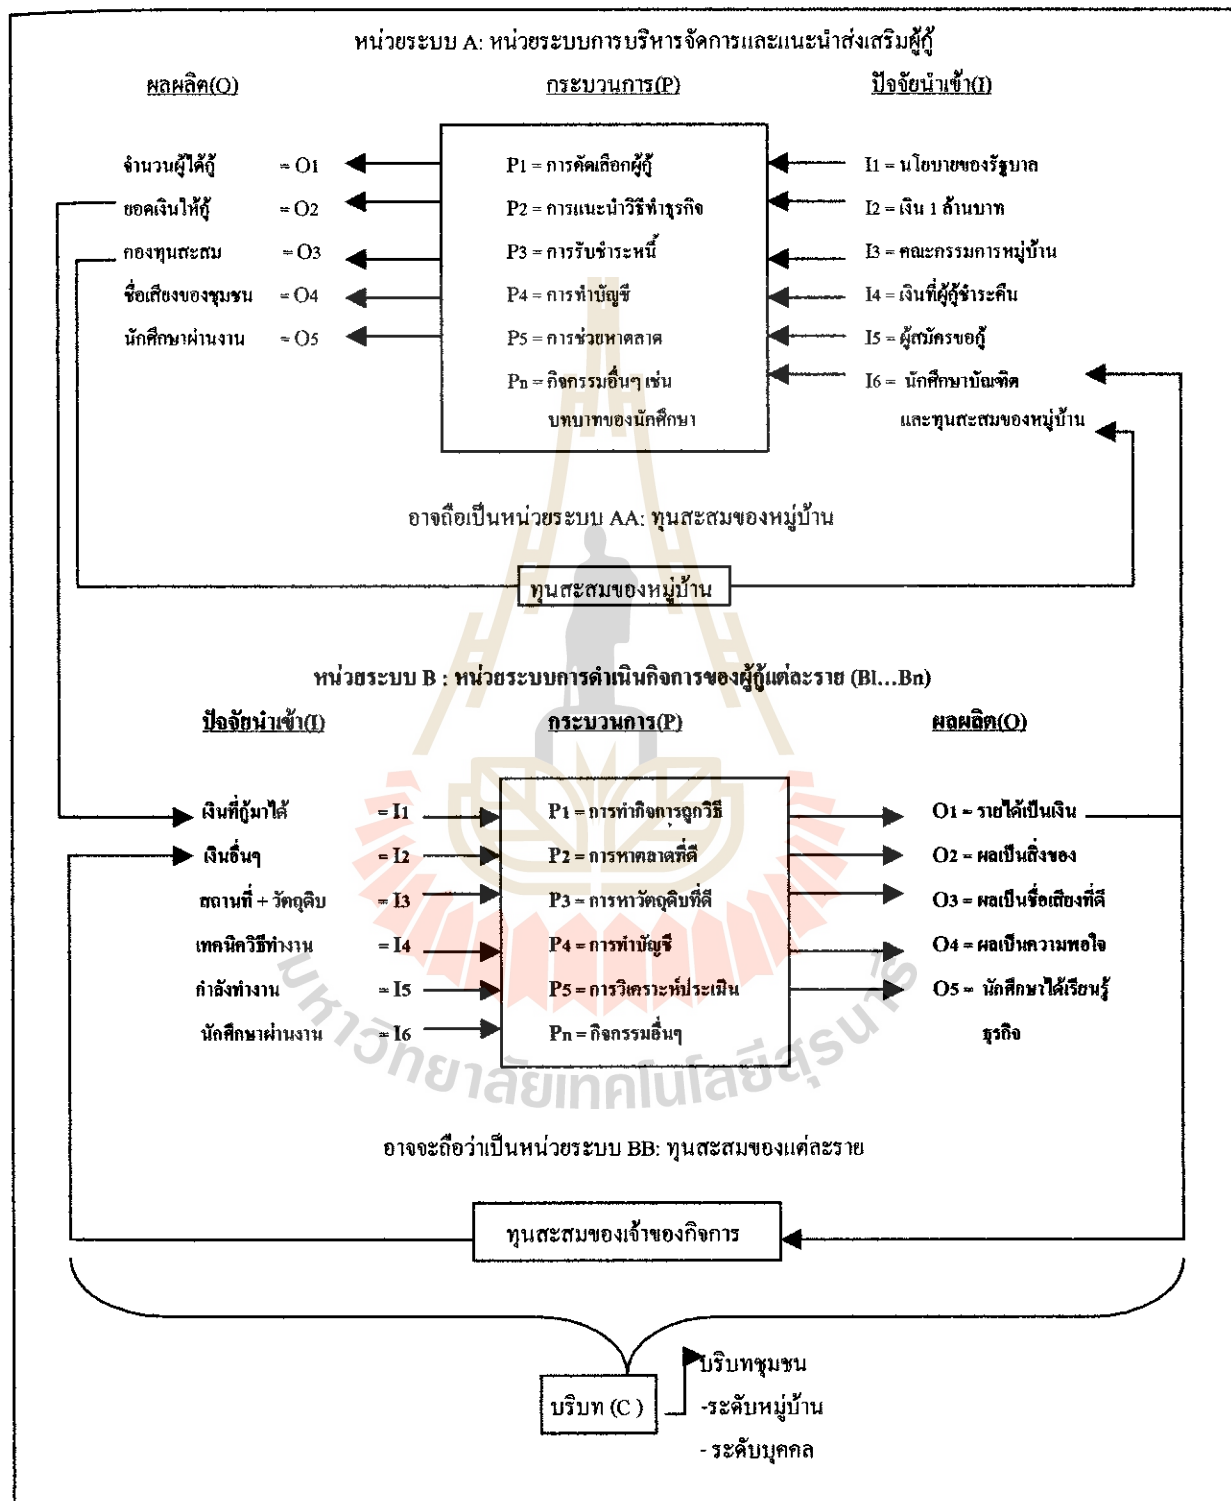 หน่วยระบบ A: หน่วยระบบการบริหารจัดการและแนะนำส่งเสริมผู้กู้
ผลผลิต(O) กระบวนการ(P) ปัจจัยนำเข้า(I)
จำนวนผู้ได้กู้ = O1 P1 = การคัดเลือกผู้กู้ I1 = นโยบายของรัฐบาล
ยอดเงินให้กู้ =O2 P2 = การแนะนำวิธีทำธุรกิจ I2 = เงิน 1 ล้านบาท
กองทุนสะสม = O3 P3 = การรับชำระหนี้ I3 = คณะกรรมการหมู่บ้าน
ชื่อเสียงของชุมชน = O4 P4 = การทำบัญชี I4 = เงินที่ผู้กู้ชำระคืน
นักศึกษาผ่านงาน = O5 P5 = การช่วยหาตลาด I5 = ผู้สมัครขอกู้
Pn = กิจกรรมอื่นๆ เช่น I6 = นักศึกษาบัณฑิต
บทบาทของนักศึกษา และทุนสะสมของหมู่บ้าน
อาจถือเป็นหน่วยระบบ AA: ทุนสะสมของหมู่บ้าน
ทุนสะสมของหมู่บ้าน
หน่วยระบบ B : หน่วยระบบการดำเนินกิจการของผู้กู้แต่ละราย (BI...Bn)
ปัจจัยนำเข้า(I) กระบวนการ(P) ผลผลิต(O)
เงินที่กู้มาได้ = I1 P1 = การทำกิจการถูกวิธี O1 = รายได้เป็นเงิน
เงินอื่นๆ = I2 P2 = การหาตลาดที่ดี O2 = ผลเป็นสิ่งของ
สถานที่ + วัตถุดิบ = I3 P3 = การหาวัตถุดิบที่ดี O3 = ผลเป็นชื่อเสียงที่ดี
เทคนิควิธีทำงาน = I4 P4 = การทำบัญชี O4 = ผลเป็นความพอใจ
กำลังทำงาน = I5 P5 = การวิเคราะห์ประเมิน O5 = นักศึกษาได้เรียนรู้
นักศึกษาผ่านงาน = I6 Pn = กิจกรรมอื่นๆ ธุรกิจ
มหาวิทยาลัยเทคโนโลยีสุรนารี
อาจจะถือว่าเป็นหน่วยระบบ BB: ทุนสะสมของแต่ละราย
ทุนสะสมของเจ้าของกิจการ
บริบท (C ) บริบทชุมชน
-ระดับหมู่บ้าน
- ระดับบุคคล